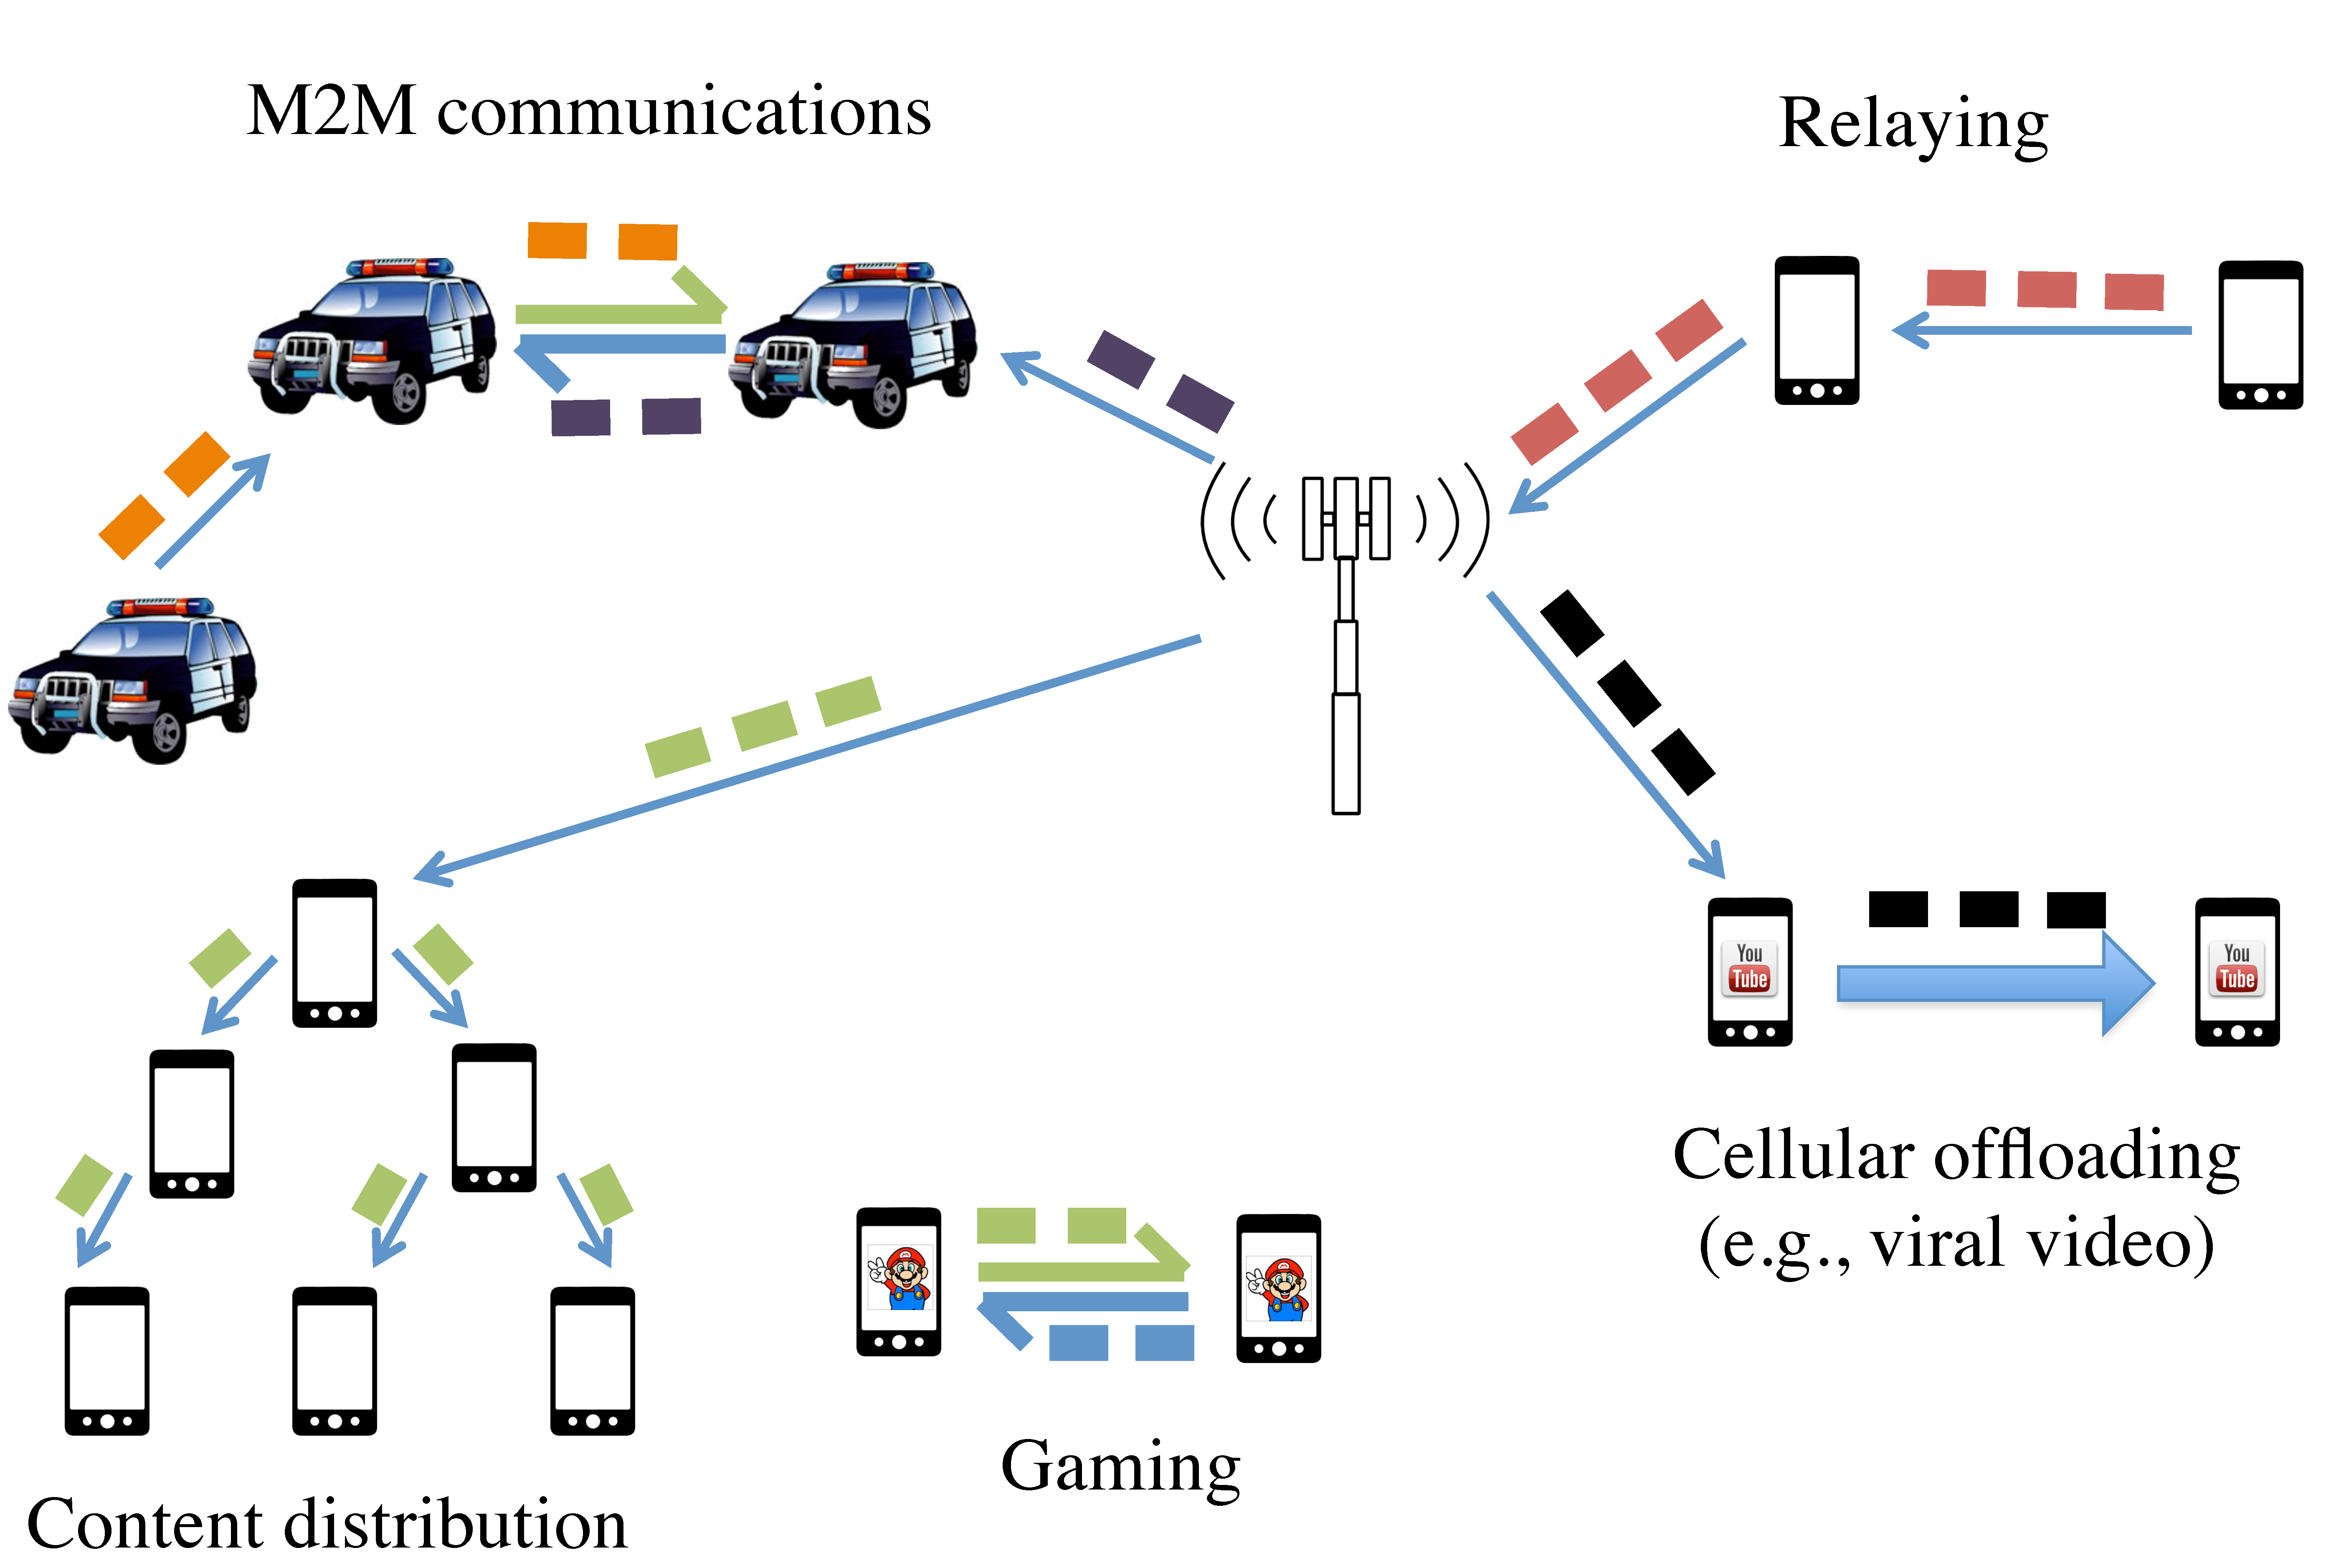 M2M communications
Relaying
You
Tube
You
Tube
Cellular offloading
(e.g., viral video)
Gaming
Content distribution